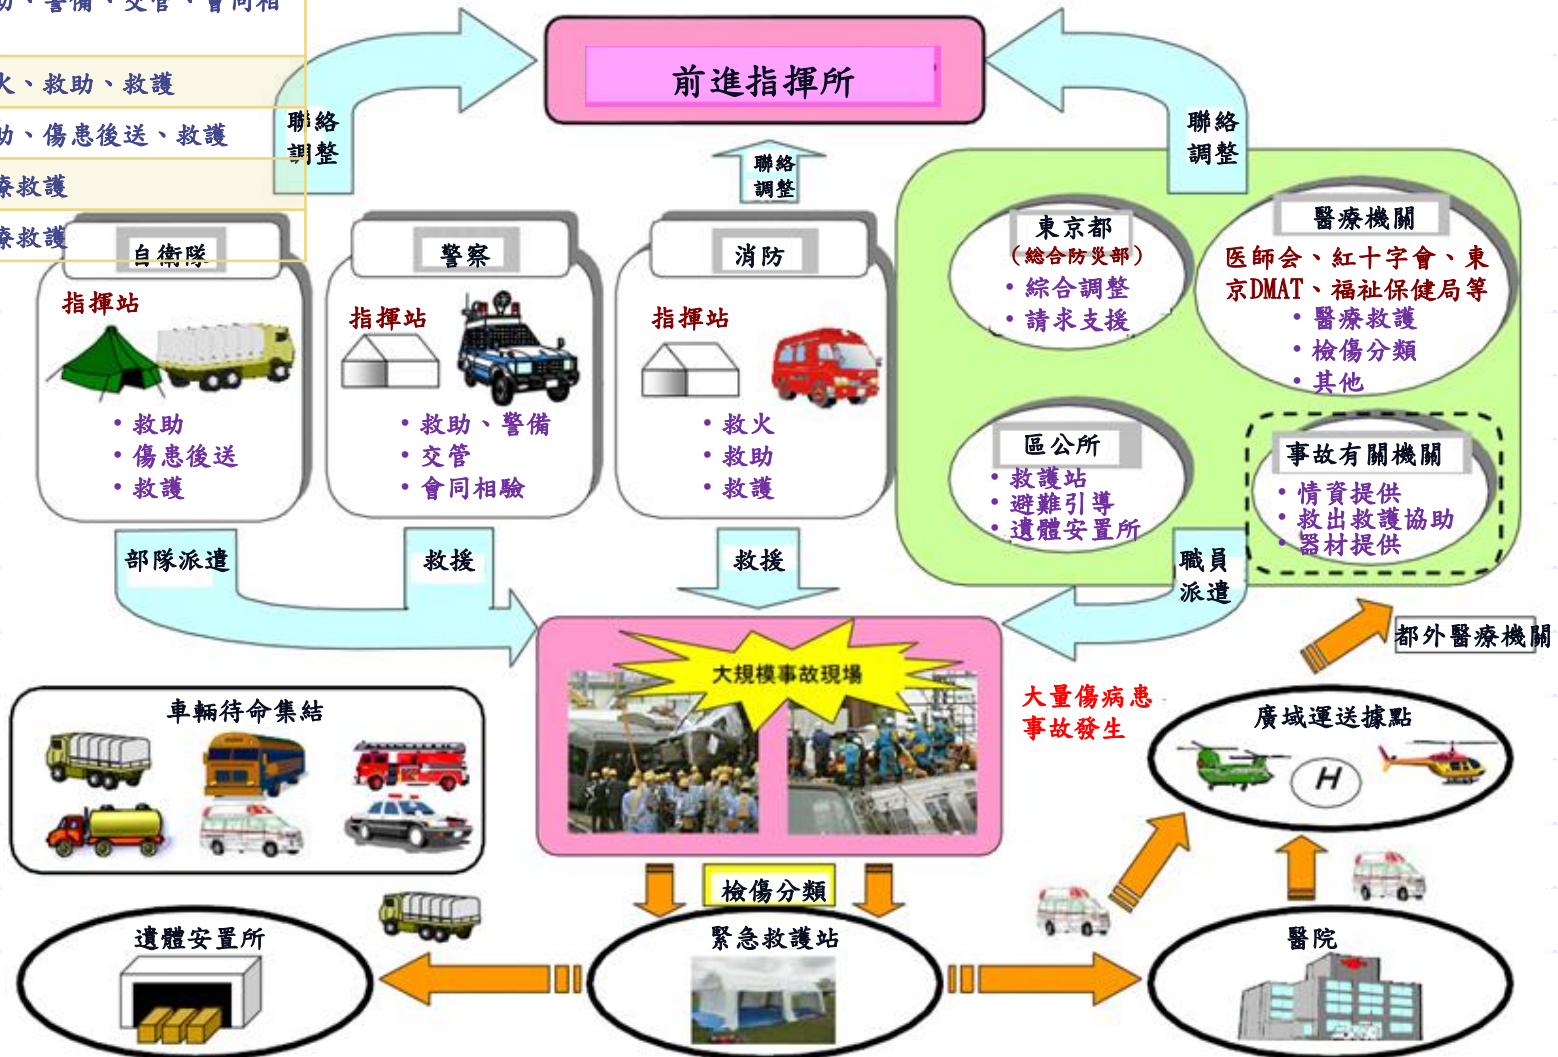 助、警備、交管、會同相
火、救助、救護
助、傷患後送、救護
療救護
療救護
前進指揮所
聯絡
調整
聯絡
調整
聯絡
調整
自衛隊
指揮站
• 救助
• 傷患後送
• 救護
警察
指揮站
• 救助、警備
• 交管
• 會同相驗
消防
指揮站
• 救火
• 救助
• 救護
東京都
（総合防災部）
• 綜合調整
• 請求支援
醫療機關
医師会、紅十字會、東
京DMAT、福祉保健局等
• 醫療救護
• 檢傷分類
• 其他
區公所
• 救護站
• 避難引導
• 遺體安置所
事故有關機關
• 情資提供
• 救出救護協助
• 器材提供
部隊派遣
救援
救援
職員
派遣
都外醫療機關
大規模事故現場
大量傷病患
事故發生
車輛待命集結
廣域運送據點
H
檢傷分類
遺體安置所
緊急救護站
醫院